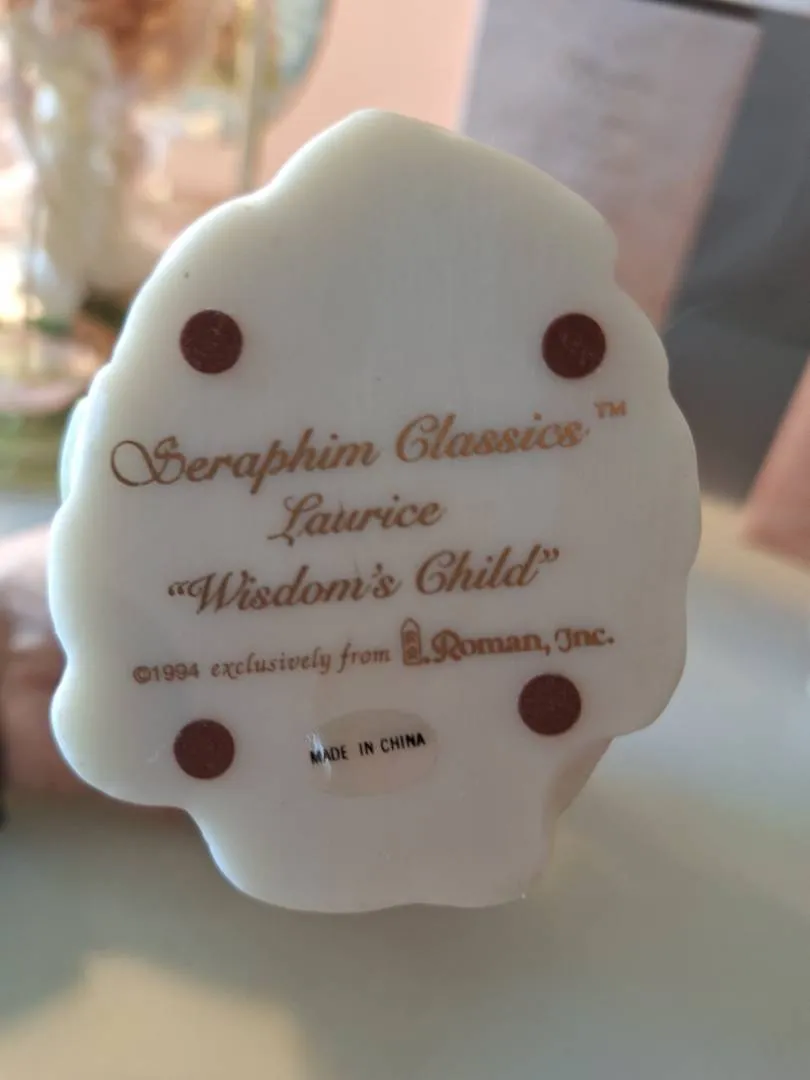 Seraphim Classics™
Laurice
“Wisdom's Child”
©1994 exclusively from Roman, Inc.
MADE IN CHINA